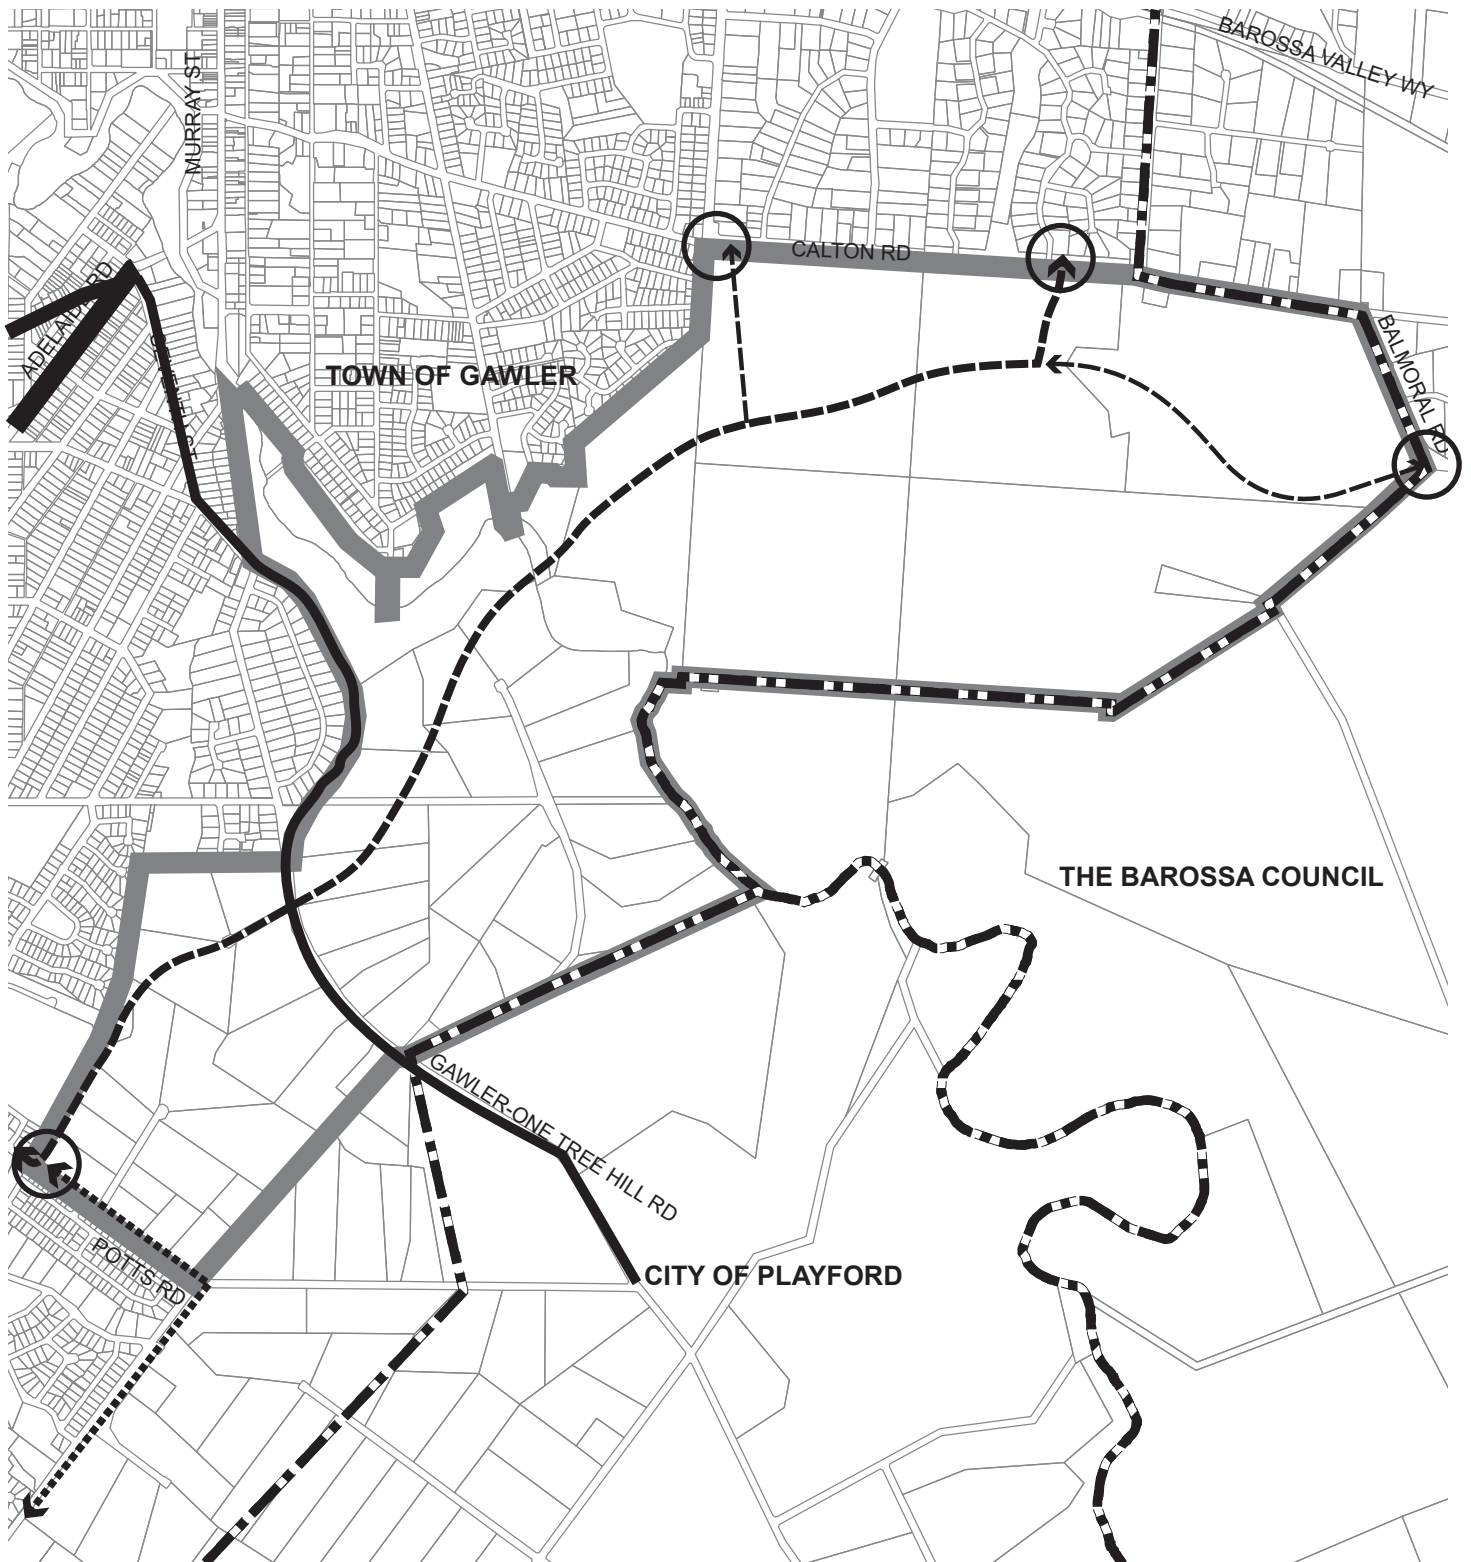 BAROSSA VALLEY WY
MURRAY ST
CALTON RD
ADELAIDE RD
BALMORAL RD
TOWN OF GAWLER
THE BAROSSA COUNCIL
GAWLER-ONE TREE HILL RD
POTTS RD
CITY OF PLAYFORD